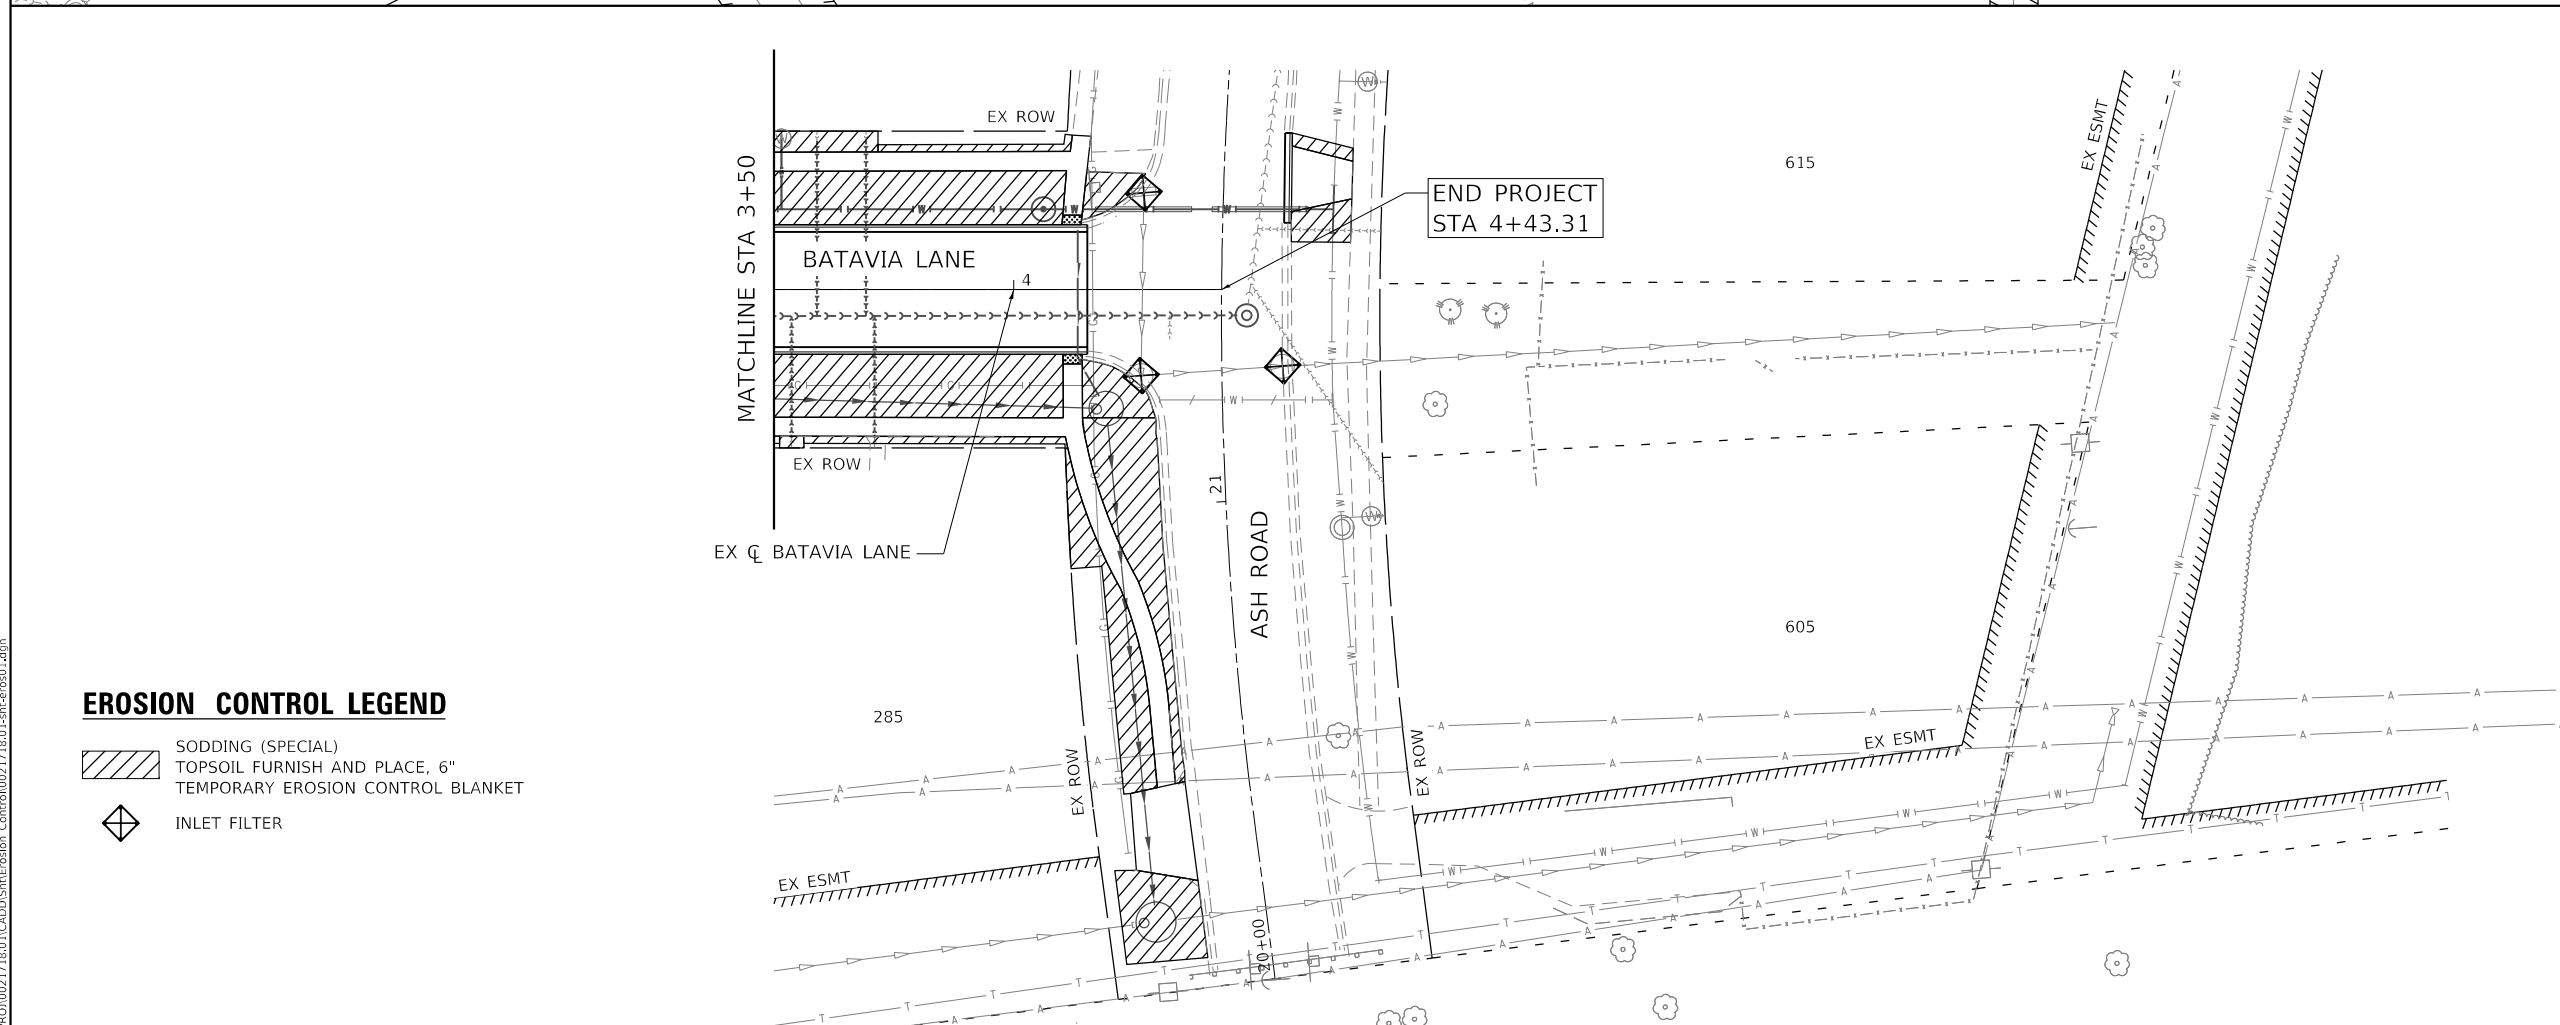 EX ROW
EX ESMT
615
END PROJECT
STA 4+43.31
MATCHLINE STA 3+50
BATAVIA LANE
4
EX ROW
21
ASH ROAD
EX ℄ BATAVIA LANE
605
285
EX ROW
EX ROW
EX ESMT
EX ESMT
20+00
EROSION CONTROL LEGEND
SODDING (SPECIAL)
TOPSOIL FURNISH AND PLACE, 6"
TEMPORARY EROSION CONTROL BLANKET
INLET FILTER